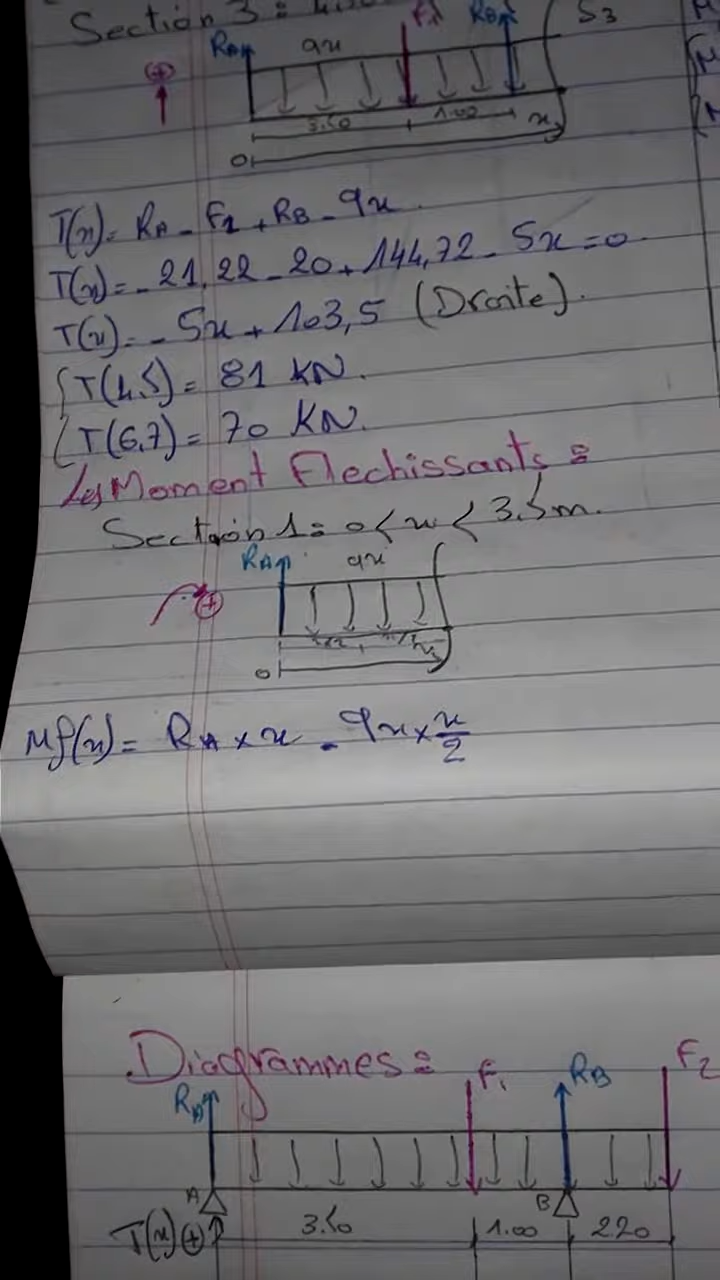 Section 3 =
RA qx F1 RB S3
⊕
3.50 1.00 x
0
T(x) = RA - F1 + RB - qx.
T(x) = -21,22 - 20 + 144,72 - 5x = 0
T(x) = -5x + 103,5 (Droite).
T(4,5) = 81 KN.
T(6,7) = 70 KN.
Les Moment Flechissants =
Section 1 = 0 < x < 3.5m.
RA qx
⊕
0
Mf(x) = RA × x - qx × x/2
Diagrammes =
RA F1 RB F2
A B
T(x) ⊕ 3.50 1.00 2.20